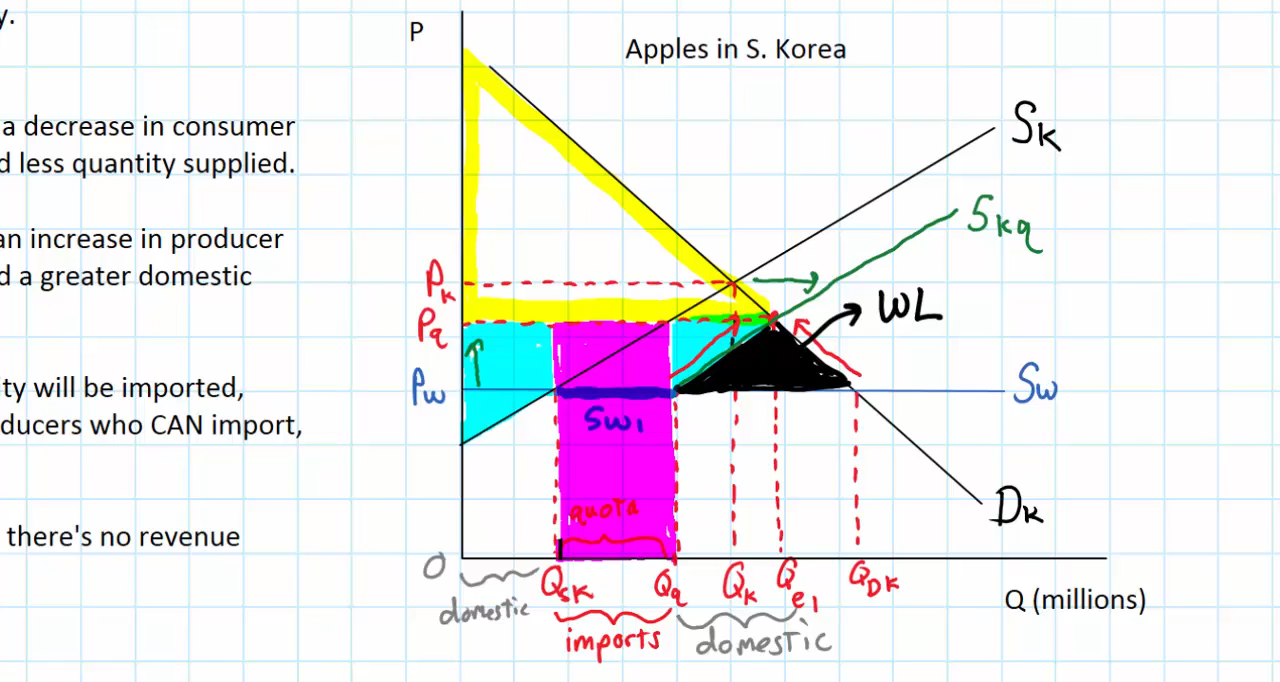 y.
a decrease in consumer
d less quantity supplied.
an increase in producer
d a greater domestic
ty will be imported,
ducers who CAN import,
there's no revenue
P
Apples in S. Korea
SK
Skq
PK
Pq
WL
Pw
Sw
Sw1
quota
DK
O
QSK
Qq
QK
Qe1
QDK
Q (millions)
domestic
imports
domestic